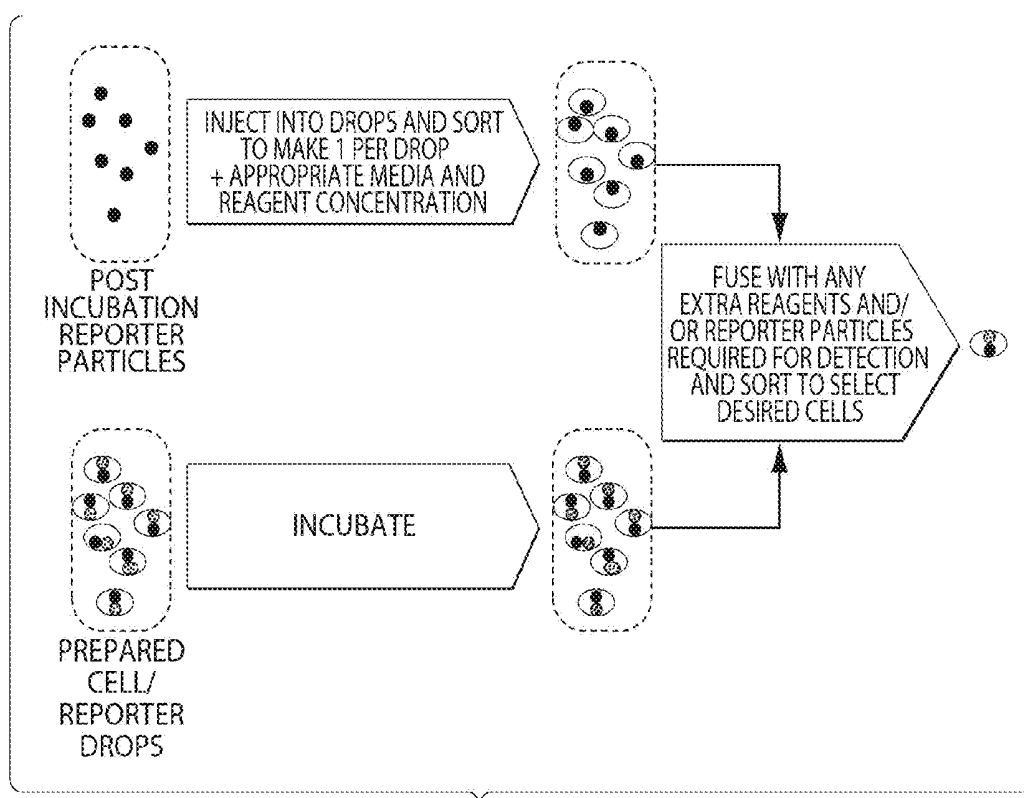 INJECT INTO DROPS AND SORT
TO MAKE 1 PER DROP
+ APPROPRIATE MEDIA AND
REAGENT CONCENTRATION
POST
INCUBATION
REPORTER
PARTICLES
FUSE WITH ANY
EXTRA REAGENTS AND/
OR REPORTER PARTICLES
REQUIRED FOR DETECTION
AND SORT TO SELECT
DESIRED CELLS
INCUBATE
PREPARED
CELL/
REPORTER
DROPS